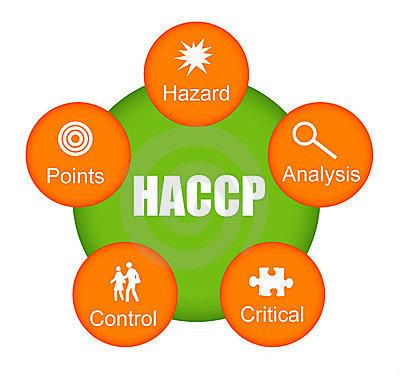 Hazard
Analysis
Critical
Control
Points
HACCP